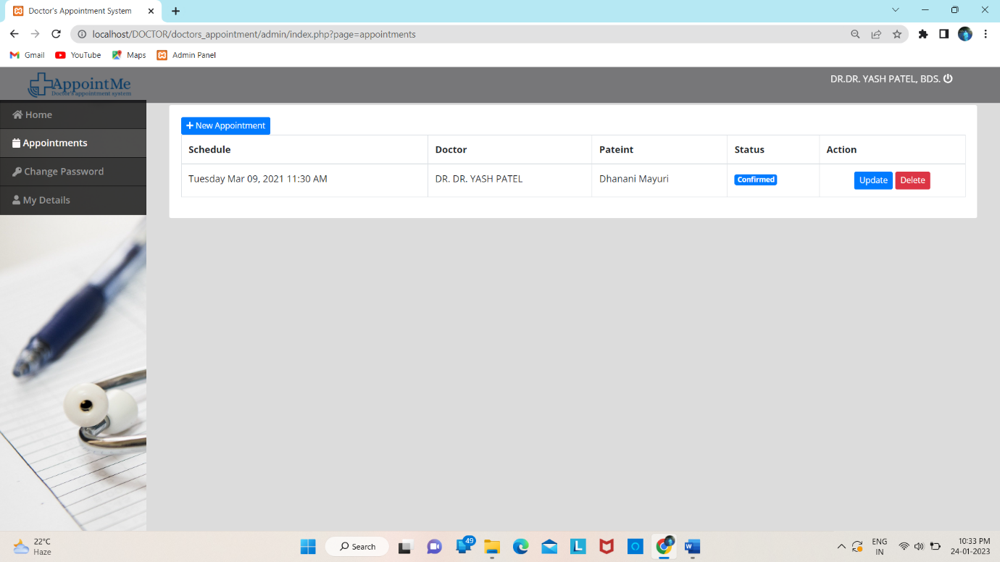 Doctor's Appointment System
localhost/DOCTOR/doctors_appointment/admin/index.php?page=appointments
Gmail YouTube Maps Admin Panel
AppointMe
Doctor's appointment system
DR.DR. YASH PATEL, BDS.
Home
Appointments
Change Password
My Details
+ New Appointment
Schedule Doctor Pateint Status Action
Tuesday Mar 09, 2021 11:30 AM DR. DR. YASH PATEL Dhanani Mayuri Confirmed Update Delete
22°C
Haze
Search
49
L
W
ENG
IN
10:33 PM
24-01-2023